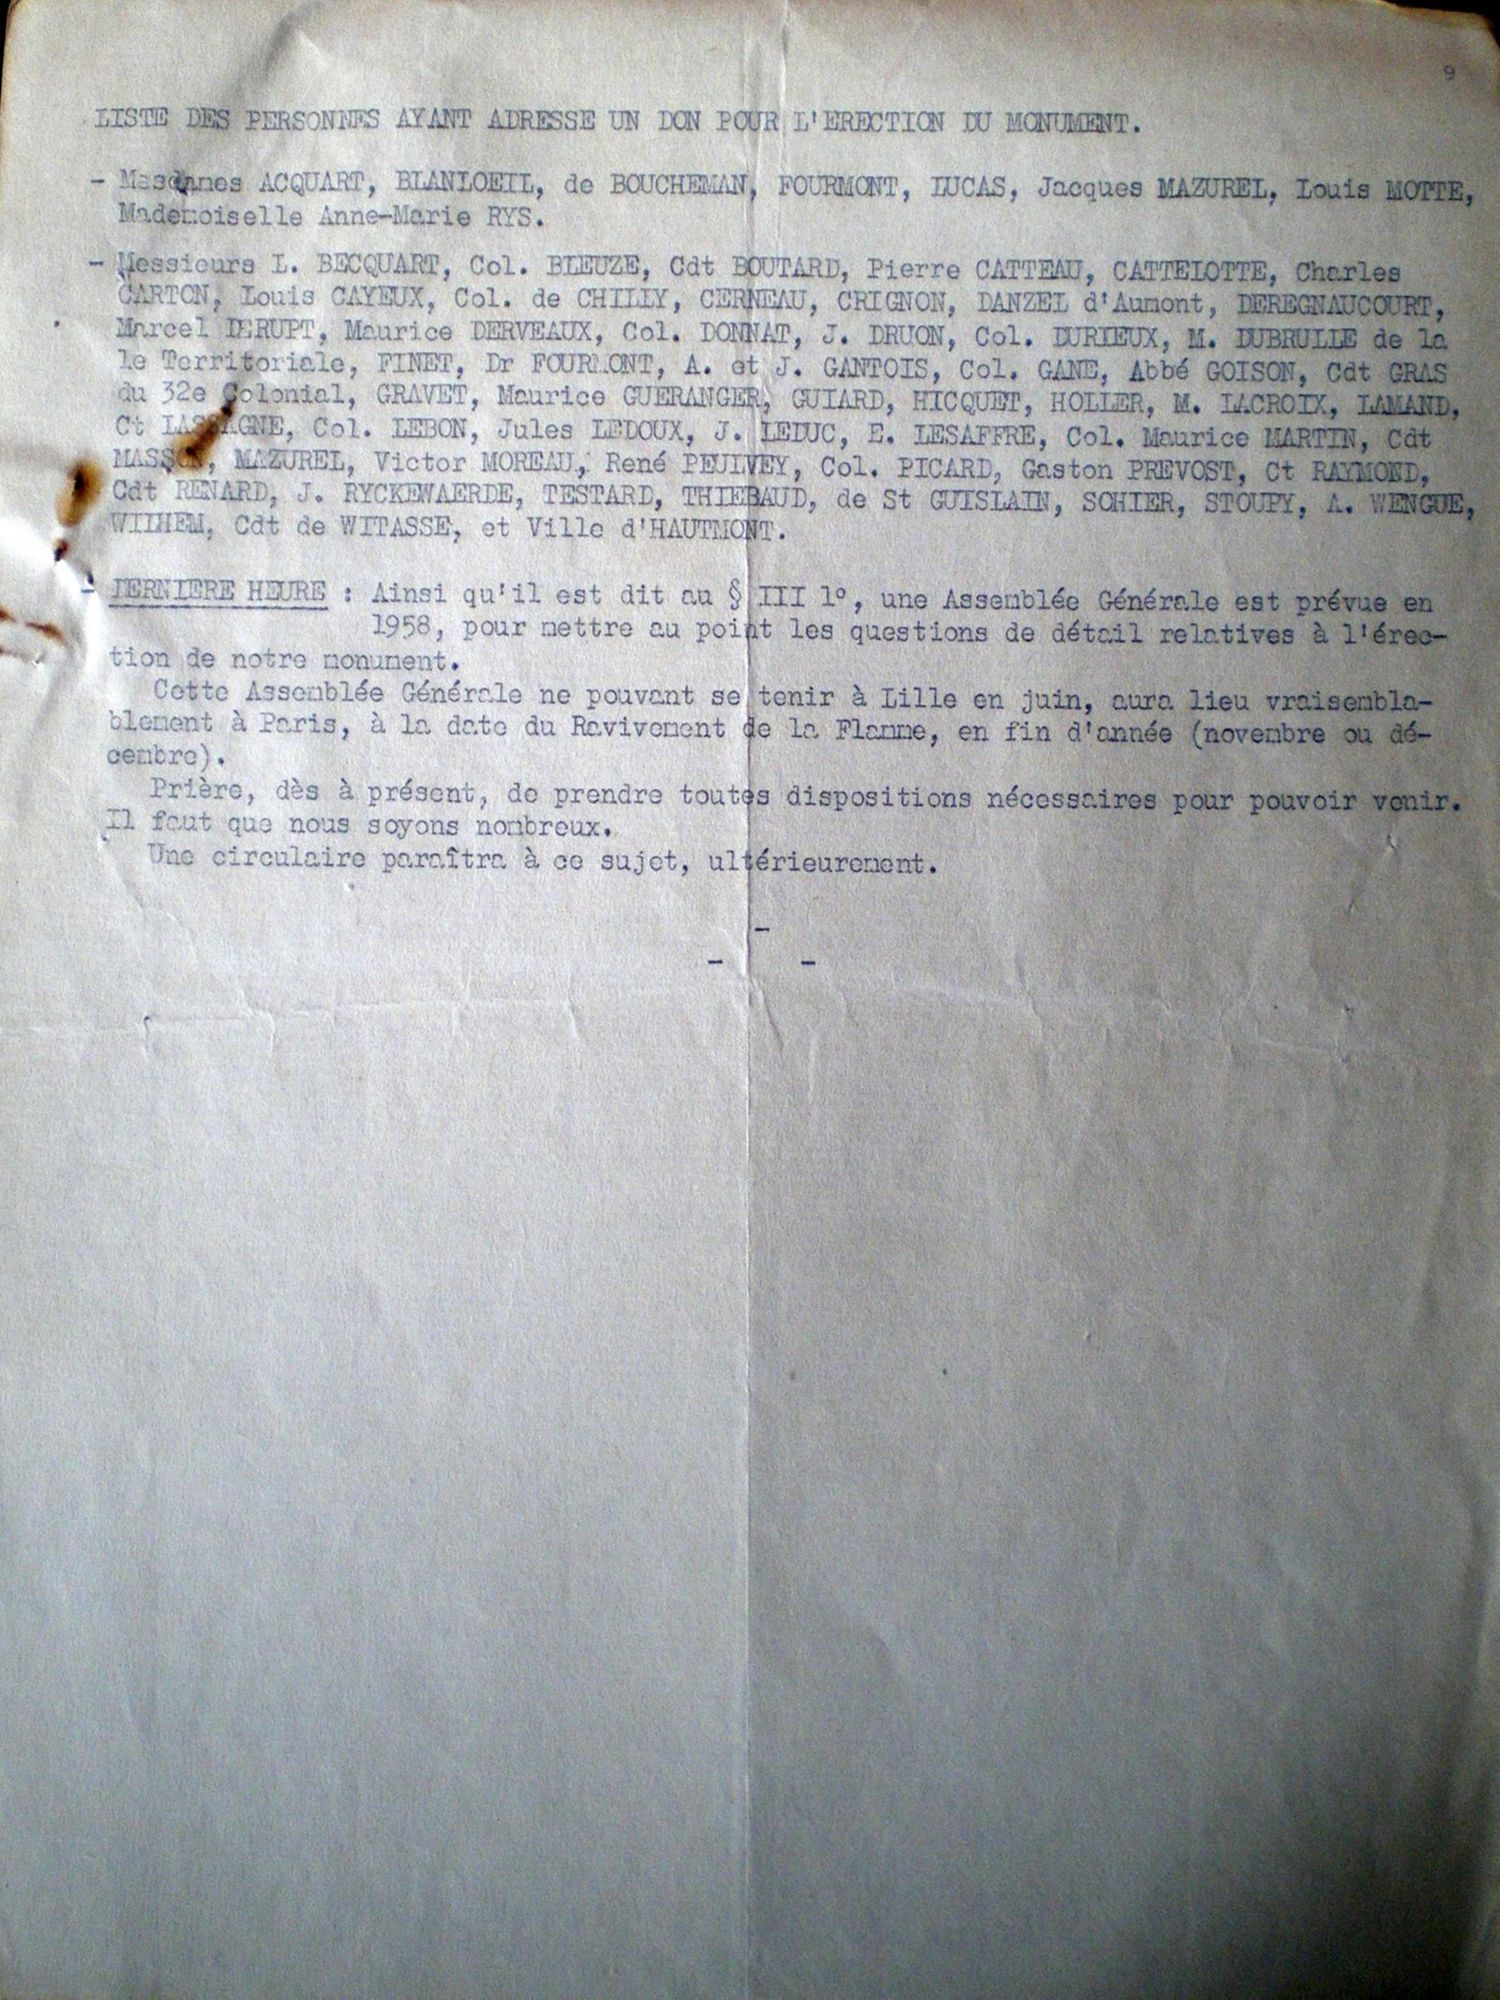 9
LISTE DES PERSONNES AYANT ADRESSE UN DON POUR L'ERECTION DU MONUMENT.
- Mesdames ACQUART, BLANLOEIL, de BOUCHEMAN, FOURMONT, LUCAS, Jacques MAZUREL, Louis MOTTE,
Mademoiselle Anne-Marie RYS.
- Messieurs L. BECQUART, Col. BLEUZE, Cdt BOUTARD, Pierre CATTEAU, CATTELOTTE, Charles
CARTON, Louis CAYEUX, Col. de CHILLY, CERNEAU, CRIGNON, DANZEL d'Aumont, DEREGNAUCOURT,
Marcel DERUPT, Maurice DERVEAUX, Col. DONNAT, J. DRUON, Col. DURIEUX, M. DUBRULLE de la
le Territoriale, FINET, Dr FOURMONT, A. et J. GANTOIS, Col. GANE, Abbé GOISON, Cdt GRAS
du 32e Colonial, GRAVET, Maurice GUERANGER, GUIARD, HICQUET, HOLLER, M. LACROIX, LAMAND,
Ct LASSAGNE, Col. LEBON, Jules LEDOUX, J. LEDUC, E. LESAFFRE, Col. Maurice MARTIN, Cdt
MASSON, MAZUREL, Victor MOREAU, René PEULVEY, Col. PICARD, Gaston PREVOST, Ct RAYMOND,
Cdt RENARD, J. RYCKEWAERDE, TESTARD, THIEBAUD, de St GUISLAIN, SOHIER, STOUPY, A. WENGUE,
WILHEM, Cdt de WITASSE, et Ville d'HAUTMONT.
- DERNIERE HEURE : Ainsi qu'il est dit au § III 1°, une Assemblée Générale est prévue en
1958, pour mettre au point les questions de détail relatives à l'érec-
tion de notre monument.
Cette Assemblée Générale ne pouvant se tenir à Lille en juin, aura lieu vraisembla-
blement à Paris, à la date du Ravivement de la Flamme, en fin d'année (novembre ou dé-
cembre).
Prière, dès à présent, de prendre toutes dispositions nécessaires pour pouvoir venir.
Il faut que nous soyons nombreux.
Une circulaire paraîtra à ce sujet, ultérieurement.
-
- -